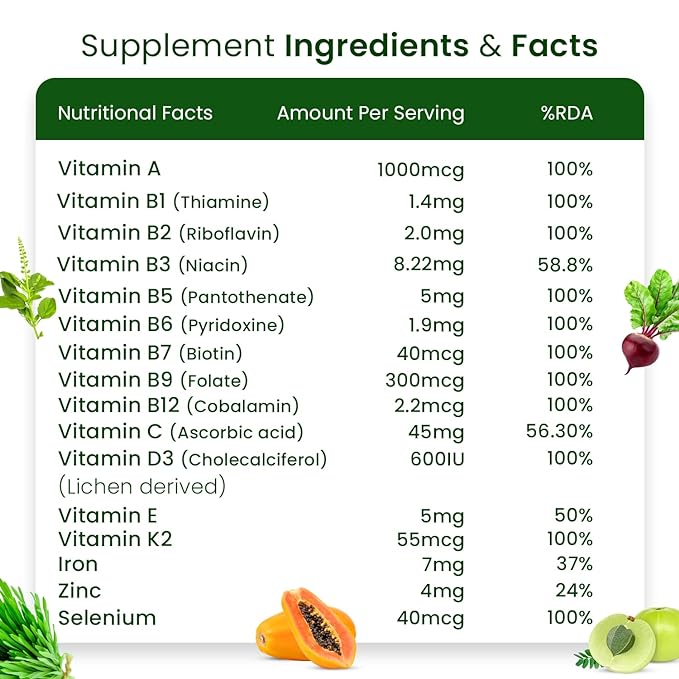 Supplement Ingredients & Facts
Nutritional Facts Amount Per Serving %RDA
Vitamin A 1000mcg 100%
Vitamin B1 (Thiamine) 1.4mg 100%
Vitamin B2 (Riboflavin) 2.0mg 100%
Vitamin B3 (Niacin) 8.22mg 58.8%
Vitamin B5 (Pantothenate) 5mg 100%
Vitamin B6 (Pyridoxine) 1.9mg 100%
Vitamin B7 (Biotin) 40mcg 100%
Vitamin B9 (Folate) 300mcg 100%
Vitamin B12 (Cobalamin) 2.2mcg 100%
Vitamin C (Ascorbic acid) 45mg 56.30%
Vitamin D3 (Cholecalciferol) 600IU 100%
(Lichen derived)
Vitamin E 5mg 50%
Vitamin K2 55mcg 100%
Iron 7mg 37%
Zinc 4mg 24%
Selenium 40mcg 100%